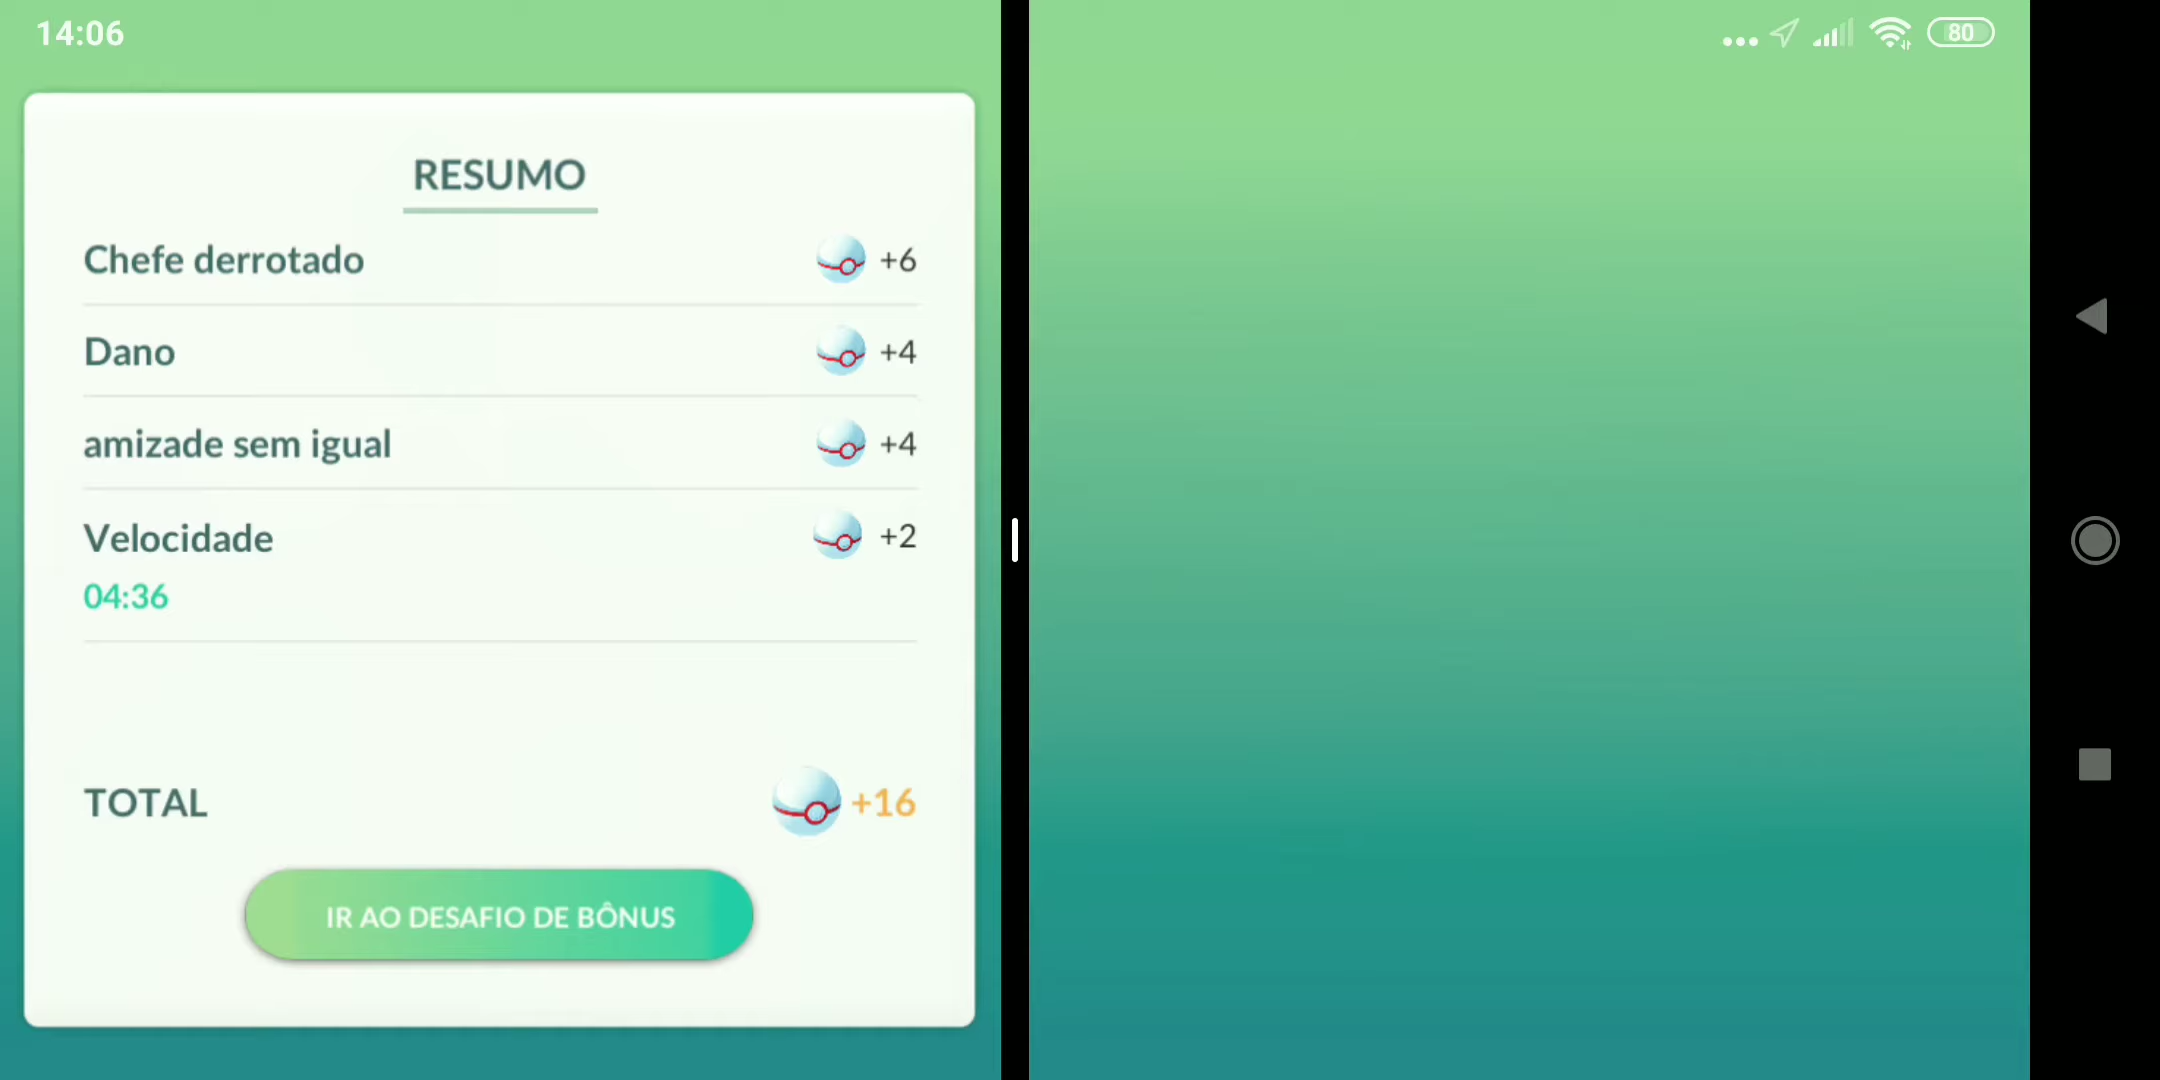 14:06
80
RESUMO
Chefe derrotado +6
Dano +4
amizade sem igual +4
Velocidade +2
04:36
TOTAL +16
IR AO DESAFIO DE BÔNUS